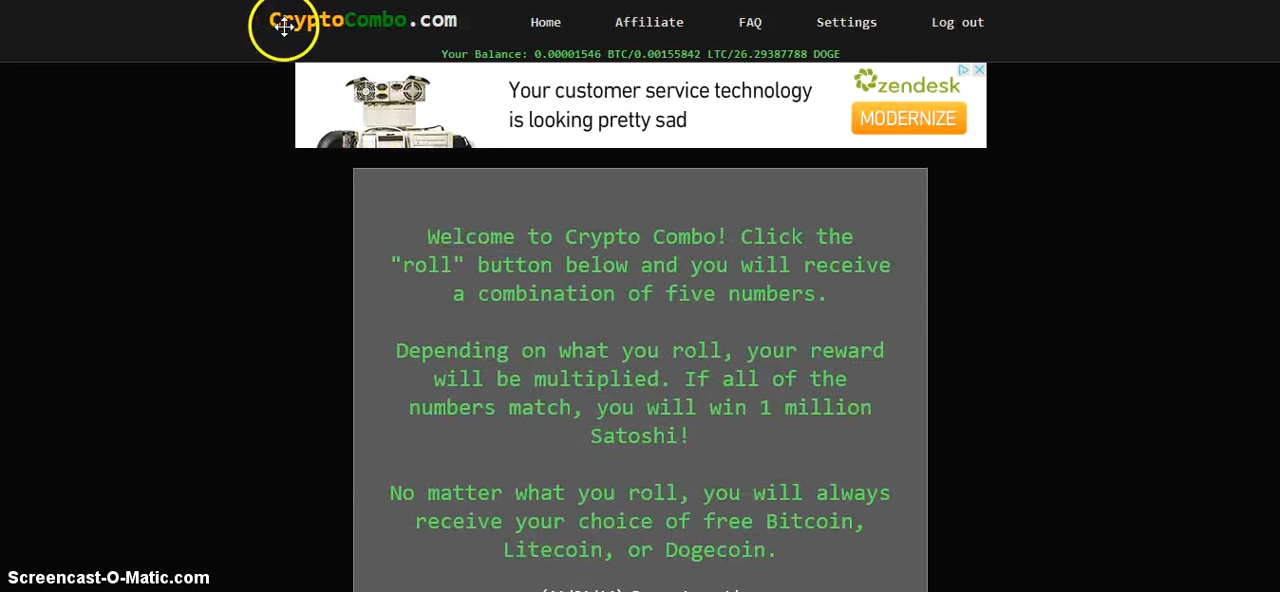 CryptoCombo.com
Home Affiliate FAQ Settings Log out
Your Balance: 0.00001546 BTC/0.00155842 LTC/26.29387788 DOGE
Your customer service technology
is looking pretty sad
zendesk
MODERNIZE
Welcome to Crypto Combo! Click the
"roll" button below and you will receive
a combination of five numbers.
Depending on what you roll, your reward
will be multiplied. If all of the
numbers match, you will win 1 million
Satoshi!
No matter what you roll, you will always
receive your choice of free Bitcoin,
Litecoin, or Dogecoin.
Screencast-O-Matic.com